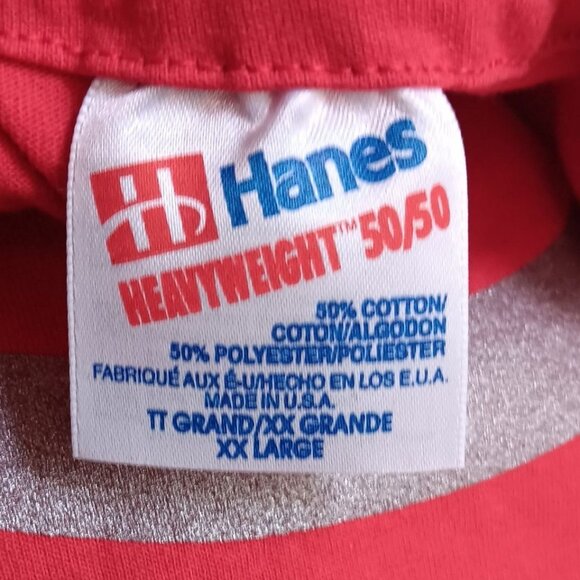 H Hanes
HEAVYWEIGHT™ 50/50
50% COTTON/
COTON/ALGODON
50% POLYESTER/POLIESTER
FABRIQUÉ AUX É-U/HECHO EN LOS E.U.A.
MADE IN U.S.A.
TT GRAND/XX GRANDE
XX LARGE